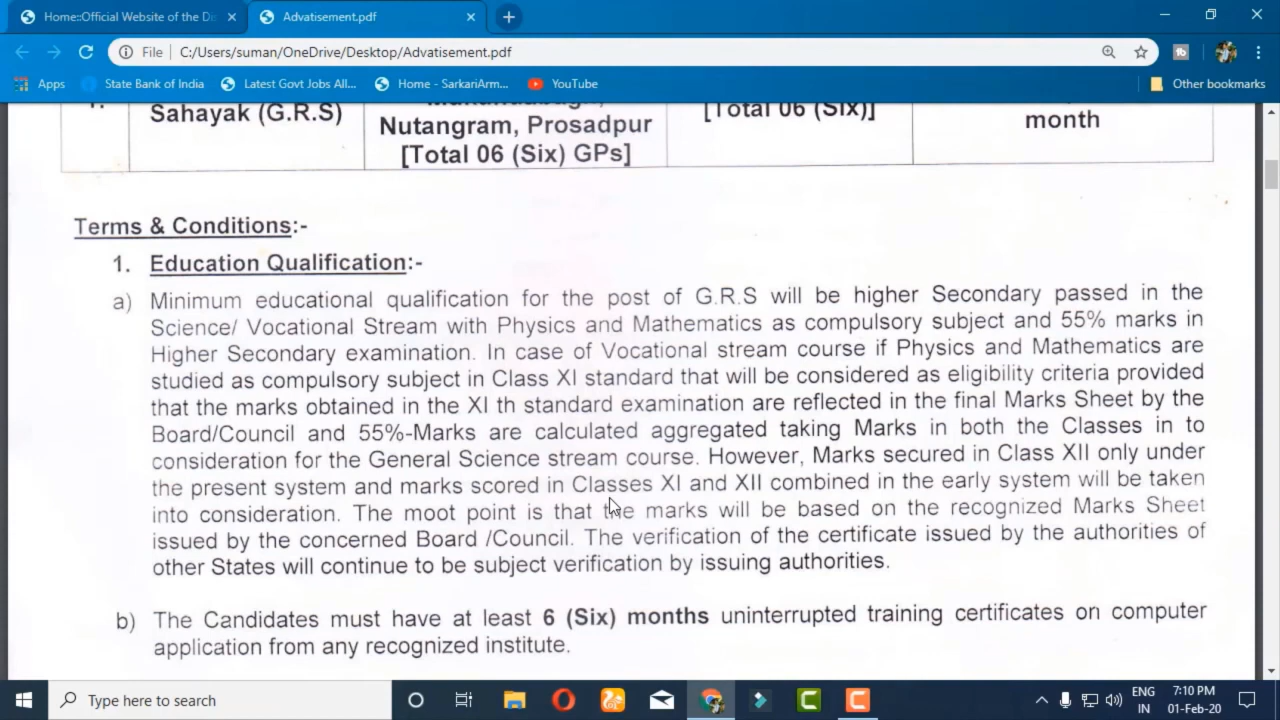 Home::Official Website of the Di
Advatisement.pdf
File | C:/Users/suman/OneDrive/Desktop/Advatisement.pdf
Apps State Bank of India Latest Govt Jobs All... Home - SarkariArm... YouTube Other bookmarks
Sahayak (G.R.S)
Nutangram, Prosadpur
[Total 06 (Six) GPs]
[Total 06 (Six)]
month
Terms & Conditions:-
1. Education Qualification:-
a) Minimum educational qualification for the post of G.R.S will be higher Secondary passed in the
Science/ Vocational Stream with Physics and Mathematics as compulsory subject and 55% marks in
Higher Secondary examination. In case of Vocational stream course if Physics and Mathematics are
studied as compulsory subject in Class XI standard that will be considered as eligibility criteria provided
that the marks obtained in the XI th standard examination are reflected in the final Marks Sheet by the
Board/Council and 55%-Marks are calculated aggregated taking Marks in both the Classes in to
consideration for the General Science stream course. However, Marks secured in Class XII only under
the present system and marks scored in Classes XI and XII combined in the early system will be taken
into consideration. The moot point is that the marks will be based on the recognized Marks Sheet
issued by the concerned Board /Council. The verification of the certificate issued by the authorities of
other States will continue to be subject verification by issuing authorities.
b) The Candidates must have at least 6 (Six) months uninterrupted training certificates on computer
application from any recognized institute.
Type here to search
ENG
IN
7:10 PM
01-Feb-20